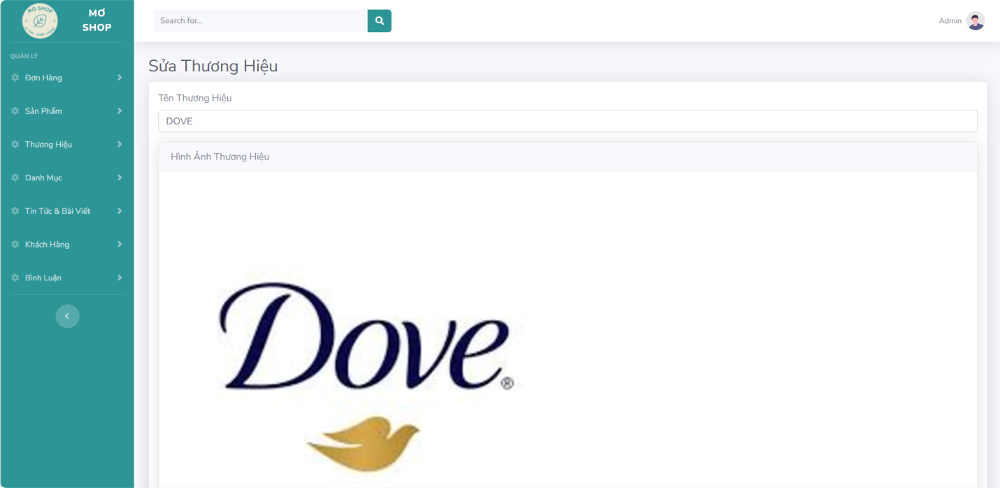 MƠ SHOP
MƠ
SHOP
Search for...
Admin
QUẢN LÝ
Đơn Hàng
Sản Phẩm
Thương Hiệu
Danh Mục
Tin Tức & Bài Viết
Khách Hàng
Bình Luận
Sửa Thương Hiệu
Tên Thương Hiệu
DOVE
Hình Ảnh Thương Hiệu
Dove®